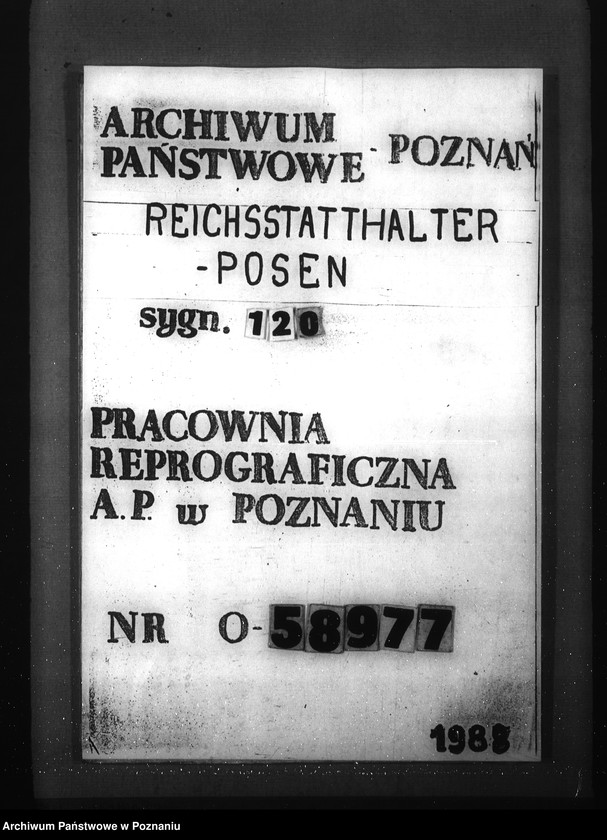 ARCHIWUM
PAŃSTWOWE - POZNAŃ
REICHSSTATTHALTER
-POSEN
sygn. 120
PRACOWNIA
REPROGRAFICZNA
A.P. w POZNANIU
NR O-58977
1988
Archiwum Państwowe w Poznaniu